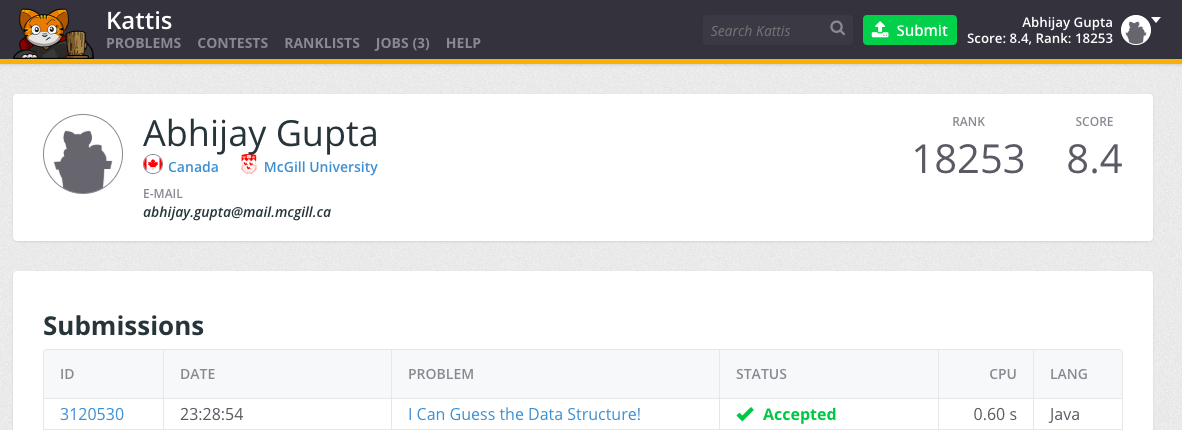 Kattis
PROBLEMS CONTESTS RANKLISTS JOBS (3) HELP
Search Kattis
Submit
Abhijay Gupta
Score: 8.4, Rank: 18253
Abhijay Gupta
Canada McGill University
E-MAIL
abhijay.gupta@mail.mcgill.ca
RANK SCORE
18253 8.4
Submissions
ID DATE PROBLEM STATUS CPU LANG
3120530 23:28:54 I Can Guess the Data Structure! Accepted 0.60 s Java